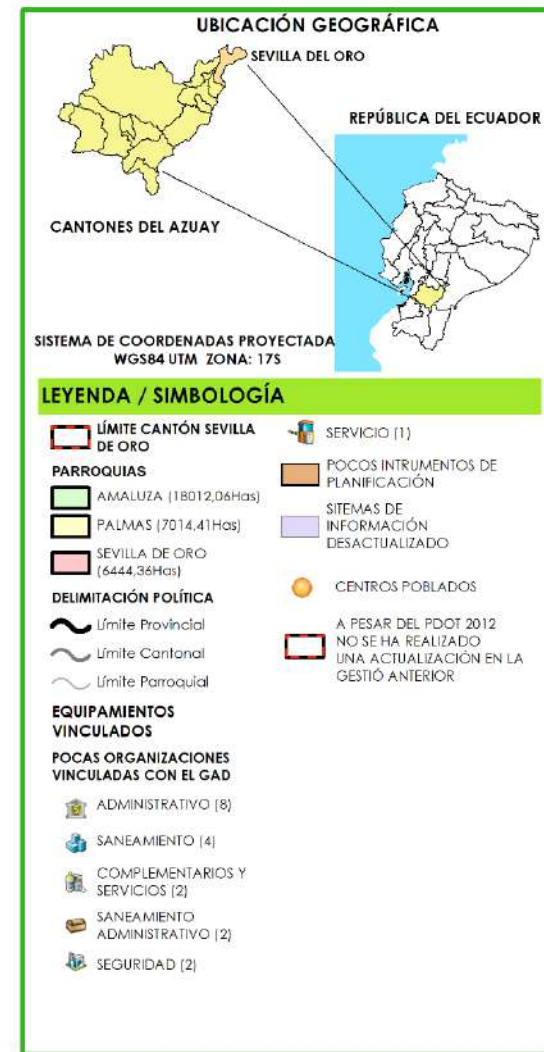 UBICACIÓN GEOGRÁFICA
SEVILLA DEL ORO
REPÚBLICA DEL ECUADOR
CANTONES DEL AZUAY
SISTEMA DE COORDENADAS PROYECTADA
WGS84 UTM ZONA: 17S
LEYENDA / SIMBOLOGÍA
LÍMITE CANTÓN SEVILLA
DE ORO
PARROQUIAS
AMALUZA (18012,06Has)
PALMAS (7014,41Has)
SEVILLA DE ORO
(6444,36Has)
DELIMITACIÓN POLÍTICA
Límite Provincial
Límite Cantonal
Límite Parroquial
EQUIPAMIENTOS
VINCULADOS
POCAS ORGANIZACIONES
VINCULADAS CON EL GAD
ADMINISTRATIVO (8)
SANEAMIENTO (4)
COMPLEMENTARIOS Y
SERVICIOS (2)
SANEAMIENTO
ADMINISTRATIVO (2)
SEGURIDAD (2)
SERVICIO (1)
POCOS INTRUMENTOS DE
PLANIFICACIÓN
SITEMAS DE
INFORMACIÓN
DESACTUALIZADO
CENTROS POBLADOS
A PESAR DEL PDOT 2012
NO SE HA REALIZADO
UNA ACTUALIZACIÓN EN LA
GESTIÓ ANTERIOR